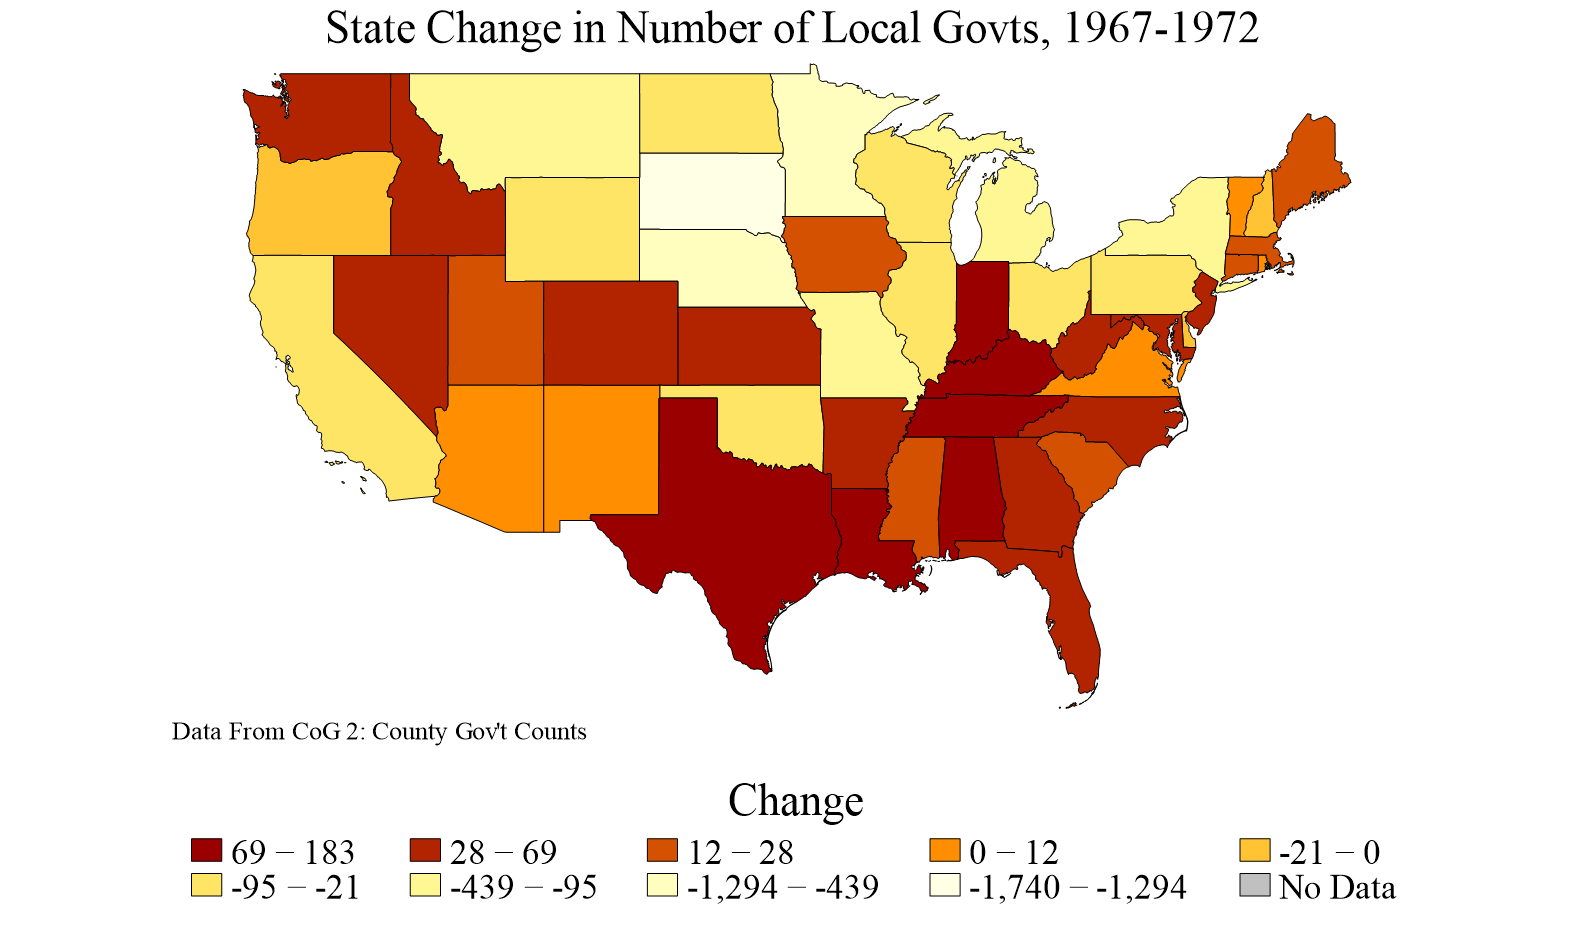 State Change in Number of Local Govts, 1967-1972
Data From CoG 2: County Gov't Counts
Change
69 − 183 28 − 69 12 − 28 0 − 12 -21 − 0
-95 − -21 -439 − -95 -1,294 − -439 -1,740 − -1,294 No Data